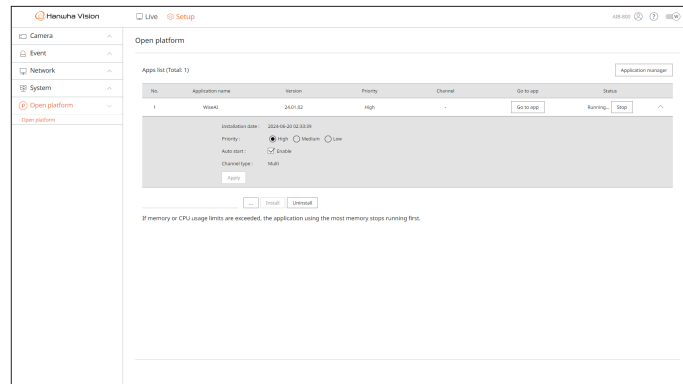 Hanwha Vision
Live
Setup
AIB-800
?
Camera
Event
Network
System
Open platform
Open platform
Open platform
Apps list (Total: 1)
Application manager
No. Application name Version Priority Channel Go to app Status
1 WiseAI 24.01.02 High - Go to app Running... Stop
Installation date : 2024-06-20 02:33:39
Priority : High Medium Low
Auto start : Enable
Channel type : Multi
Apply
... Install Uninstall
If memory or CPU usage limits are exceeded, the application using the most memory stops running first.